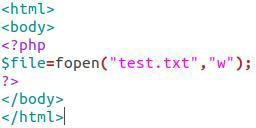 <html>
<body>
<?php
$file=fopen("test.txt","w");
?>
</body>
</html>